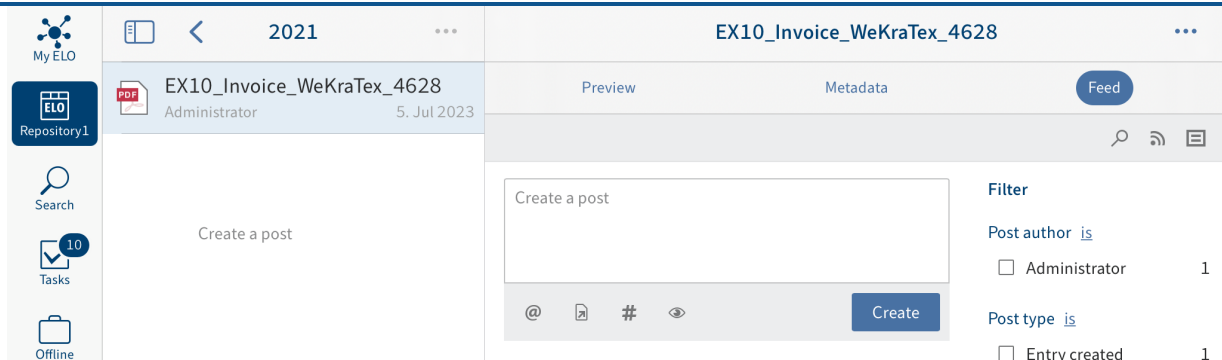 My ELO
ELO
Repository1
Search
10
Tasks
Offline
2021
PDF
EX10_Invoice_WeKraTex_4628
Administrator 5. Jul 2023
Create a post
EX10_Invoice_WeKraTex_4628
Preview Metadata Feed
Create a post
@ #
Create
Filter
Post author is
Administrator 1
Post type is
Entry created 1